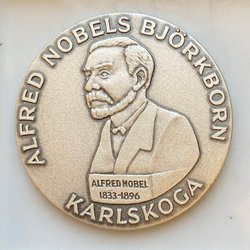 ALFRED NOBELS BJÖRKBORN
ALFRED NOBEL
1833-1896
KARLSKOGA